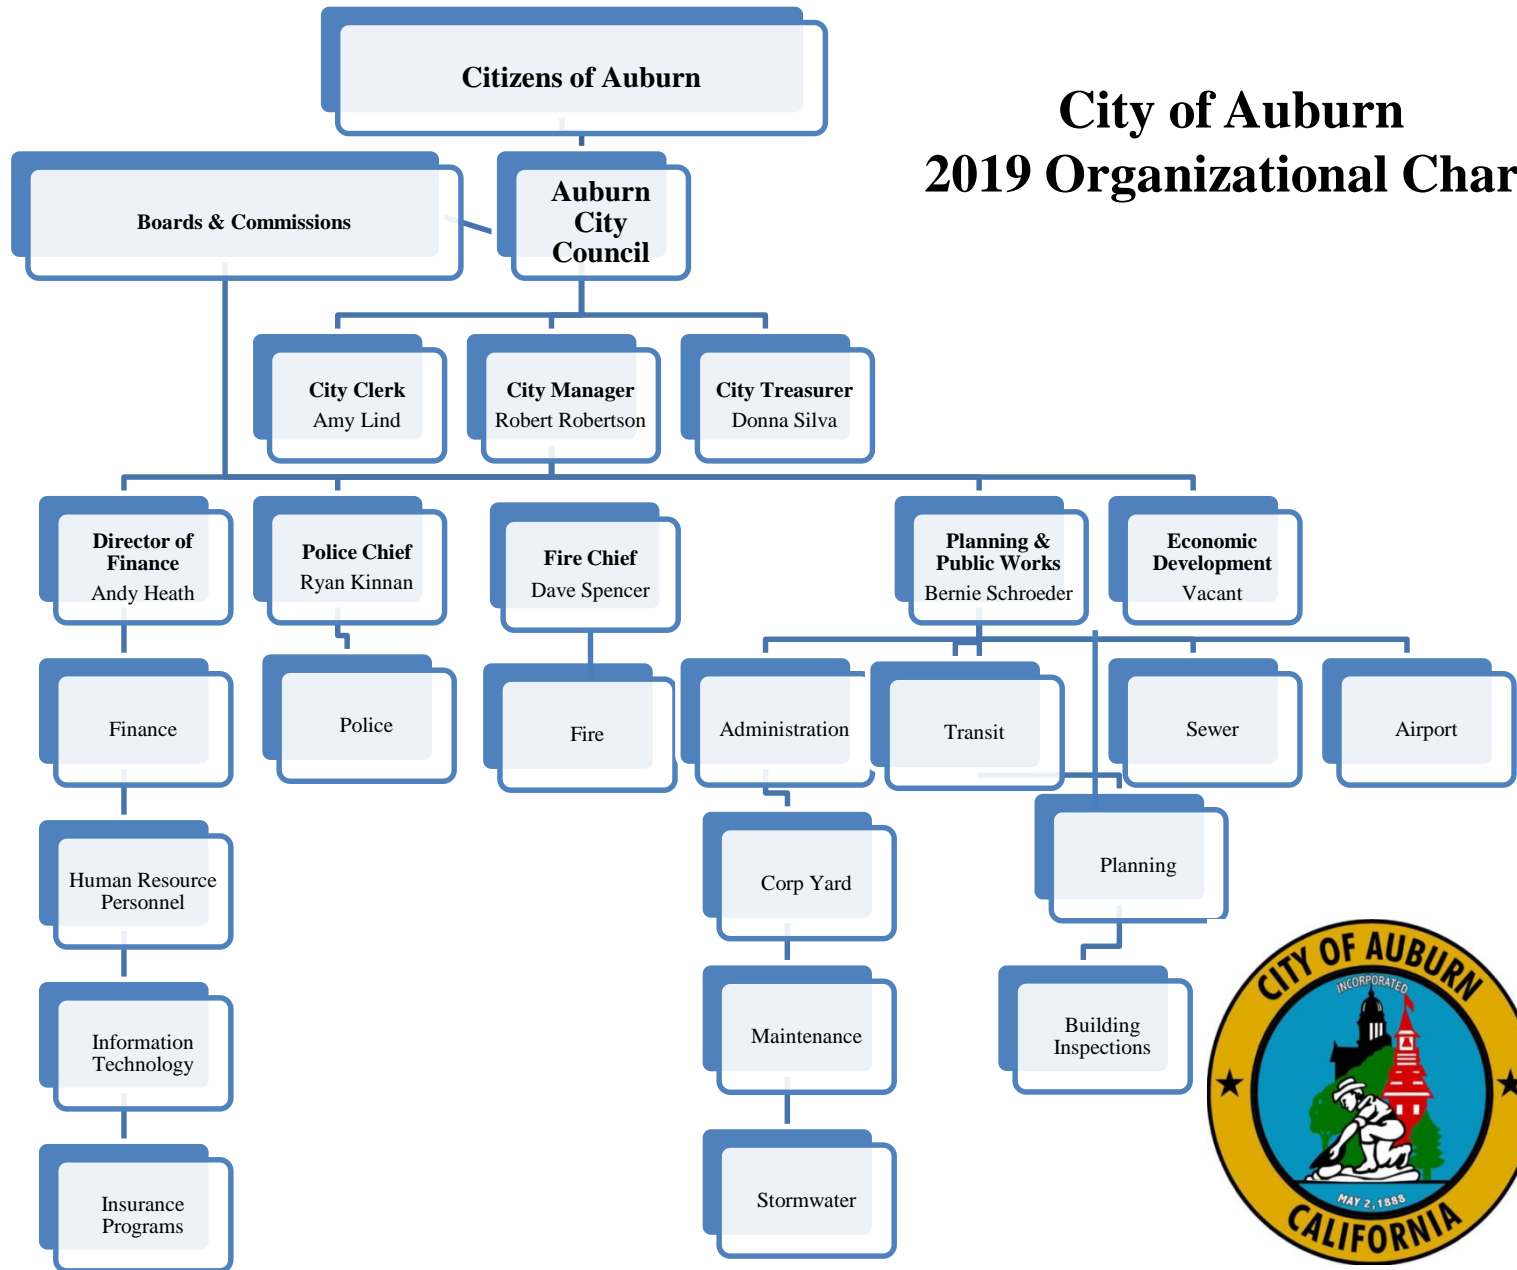 Citizens of Auburn
City of Auburn
2019 Organizational Char
Boards & Commissions
Auburn
City
Council
City Clerk
Amy Lind
City Manager
Robert Robertson
City Treasurer
Donna Silva
Director of
Finance
Andy Heath
Police Chief
Ryan Kinnan
Fire Chief
Dave Spencer
Planning &
Public Works
Bernie Schroeder
Economic
Development
Vacant
Finance
Police
Fire
Administration
Transit
Sewer
Airport
Human Resource
Personnel
Corp Yard
Planning
Information
Technology
Maintenance
Building
Inspections
Insurance
Programs
Stormwater
CITY OF AUBURN
INCORPORATED
MAY 2, 1888
CALIFORNIA